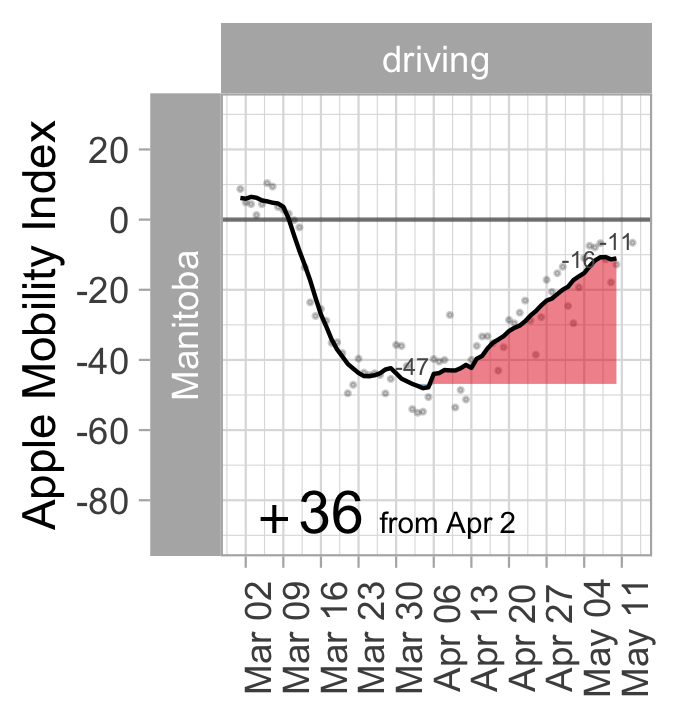 driving
Apple Mobility Index
Manitoba
20
0
-20
-40
-60
-80
-47
-16
-11
+36 from Apr 2
Mar 02
Mar 09
Mar 16
Mar 23
Mar 30
Apr 06
Apr 13
Apr 20
Apr 27
May 04
May 11